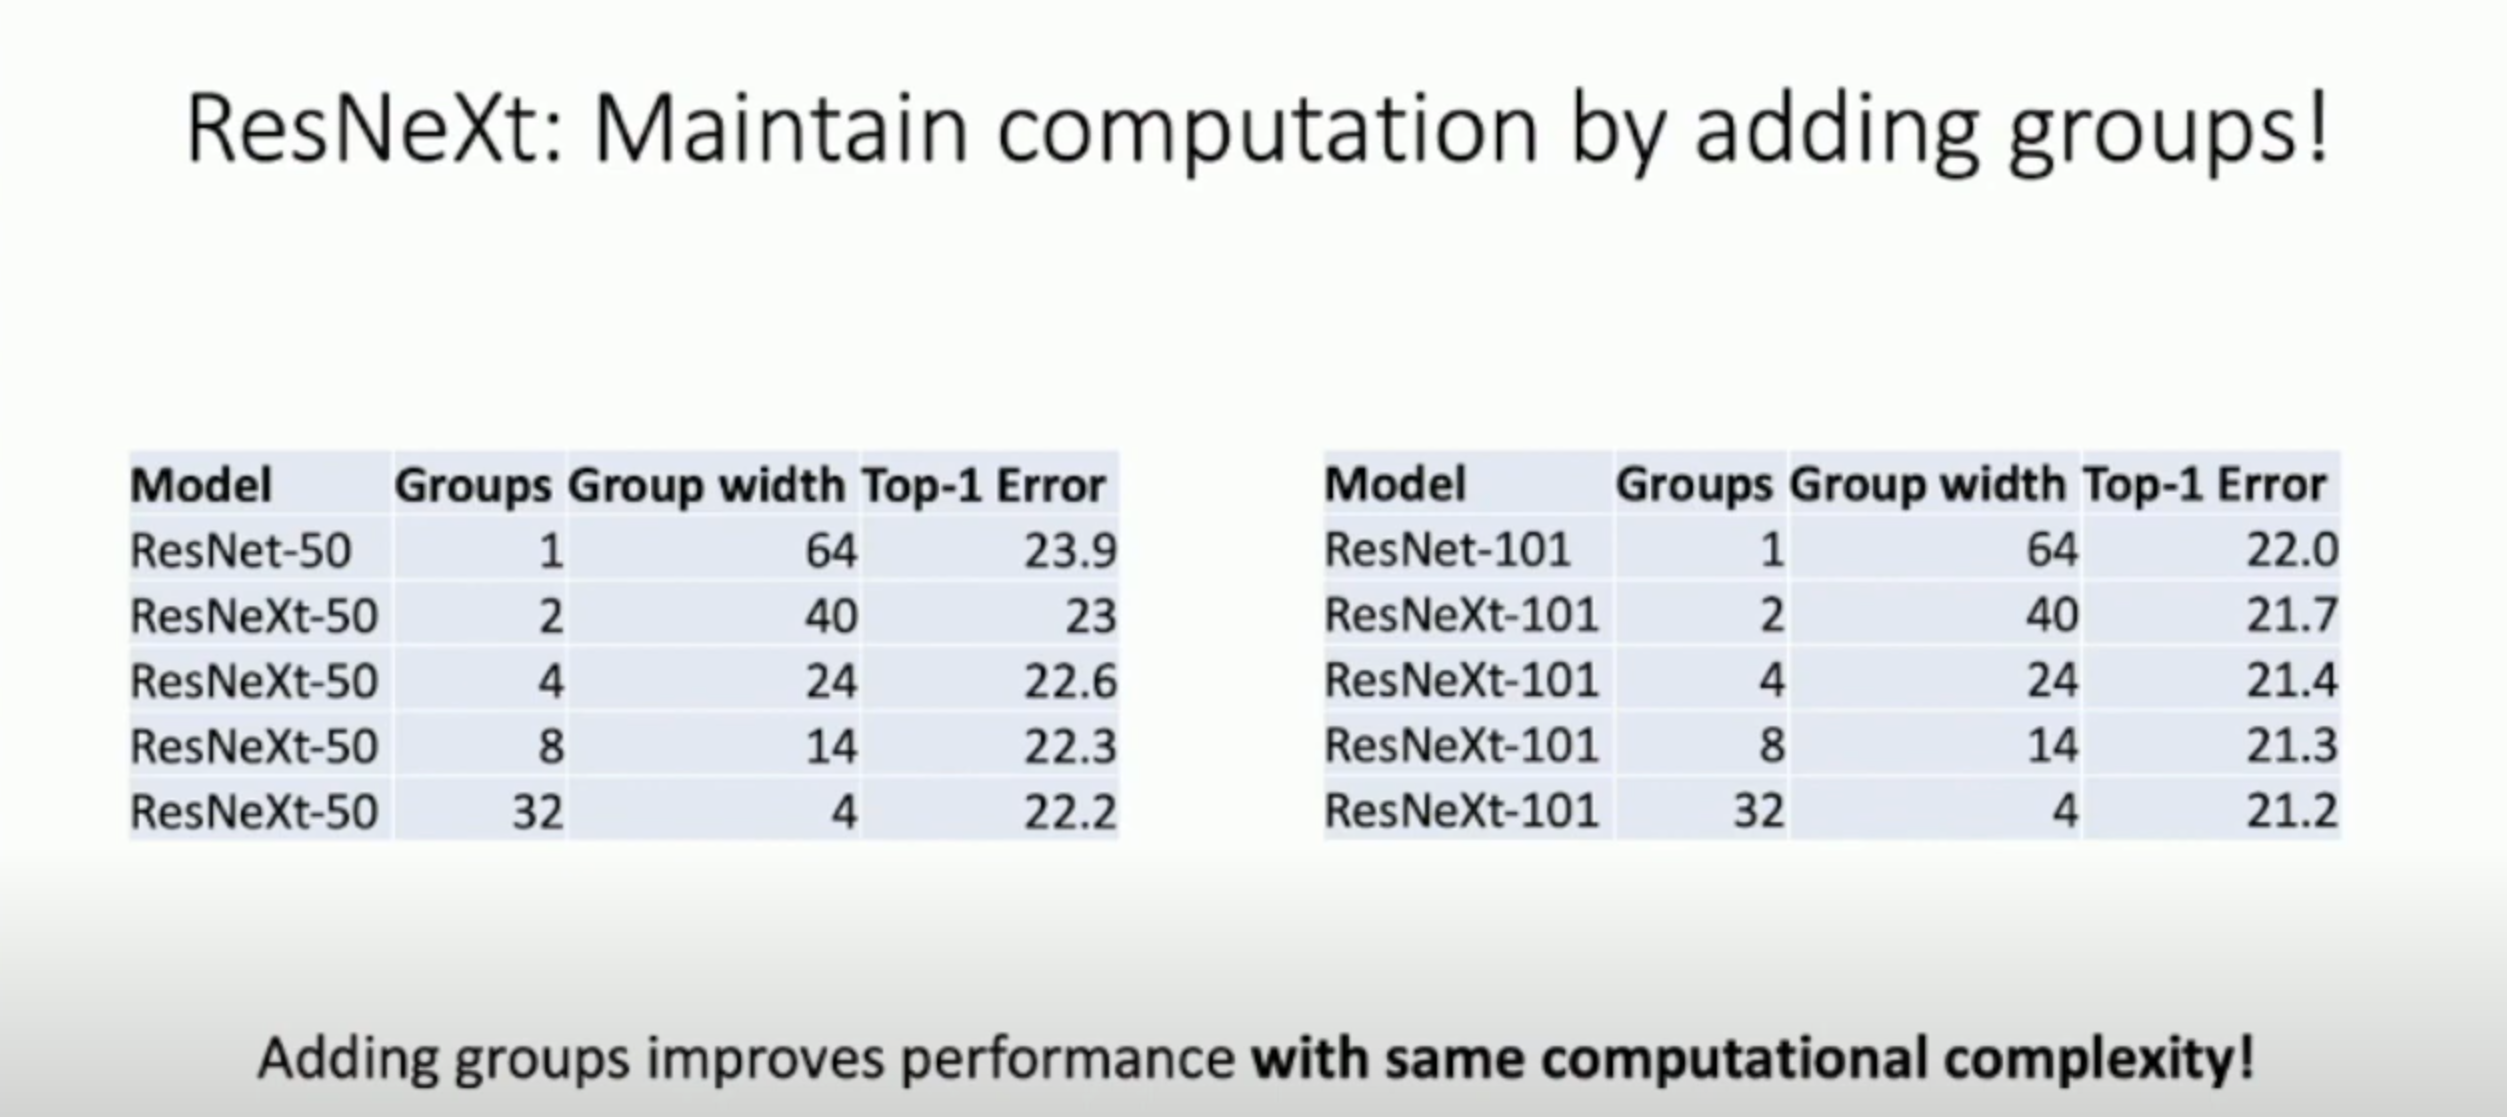 ResNeXt: Maintain computation by adding groups!
Model Groups Group width Top-1 Error
ResNet-50 1 64 23.9
ResNeXt-50 2 40 23
ResNeXt-50 4 24 22.6
ResNeXt-50 8 14 22.3
ResNeXt-50 32 4 22.2
Model Groups Group width Top-1 Error
ResNet-101 1 64 22.0
ResNeXt-101 2 40 21.7
ResNeXt-101 4 24 21.4
ResNeXt-101 8 14 21.3
ResNeXt-101 32 4 21.2
Adding groups improves performance with same computational complexity!